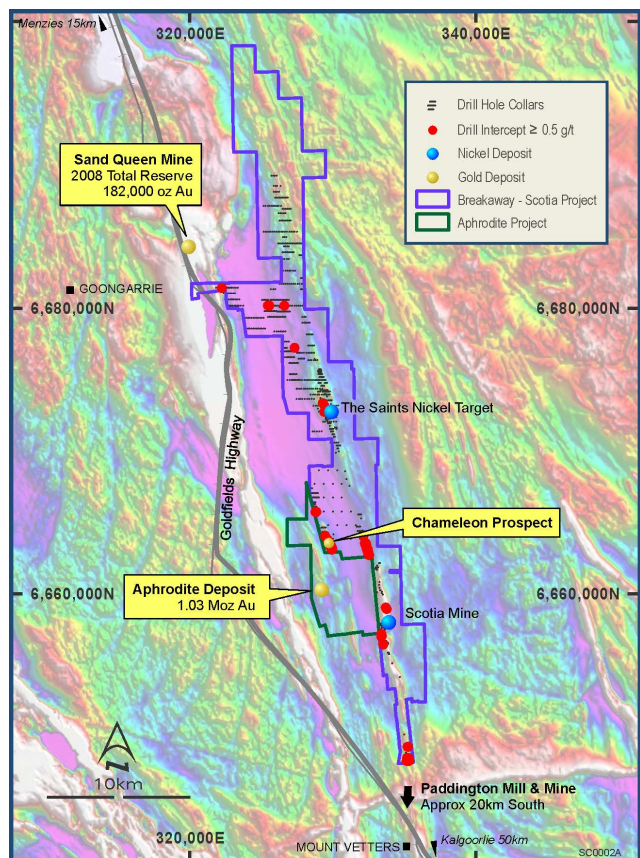 Menzies 15km
320,000E
340,000E
Drill Hole Collars
Drill Intercept ≥ 0.5 g/t
Nickel Deposit
Gold Deposit
Breakaway - Scotia Project
Aphrodite Project
Sand Queen Mine
2008 Total Reserve
182,000 oz Au
GOONGARRIE
6,680,000N
6,680,000N
The Saints Nickel Target
Goldfields Highway
Chameleon Prospect
Aphrodite Deposit
1.03 Moz Au
6,660,000N
6,660,000N
Scotia Mine
10km
Paddington Mill & Mine
Approx 20km South
320,000E
MOUNT VETTERS
Kalgoorlie 50km
SC0002A